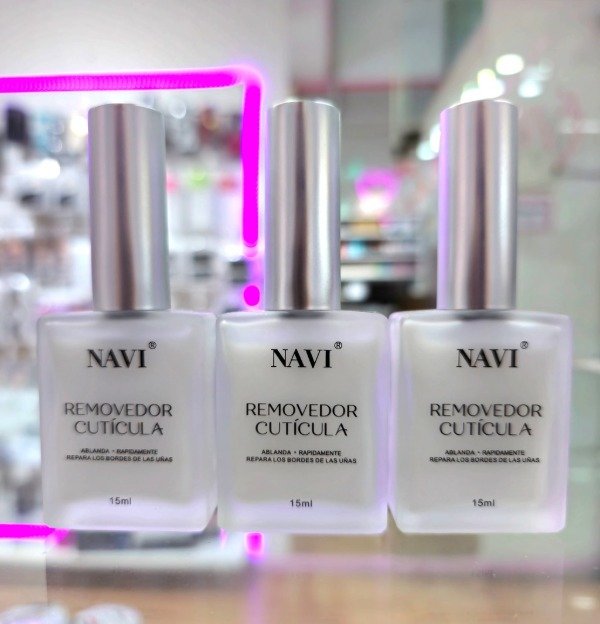 NAVI®
REMOVEDOR
CUTÍCULA
ABLANDA • RAPIDAMENTE
REPARA LOS BORDES DE LAS UÑAS
15ml
NAVI®
REMOVEDOR
CUTÍCULA
ABLANDA • RAPIDAMENTE
REPARA LOS BORDES DE LAS UÑAS
15ml
NAVI®
REMOVEDOR
CUTÍCULA
ABLANDA • RAPIDAMENTE
REPARA LOS BORDES DE LAS UÑAS
15ml